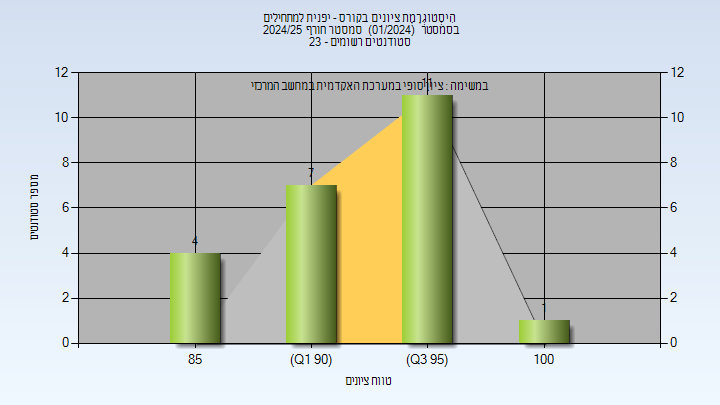 היסטוגרמת ציונים בקורס - יפנית למתחילים
בסמסטר (01/2024) סמסטר חורף 2024/25
סטודנטים רשומים - 23
במשימה : ציון סופי במערכת האקדמית במחשב המרכזי
מספר סטודנטים
12 12
10 10
8 8
6 6
4 4
2 2
0 0
4
7
11
1
85 (Q1 90) (Q3 95) 100
טווח ציונים